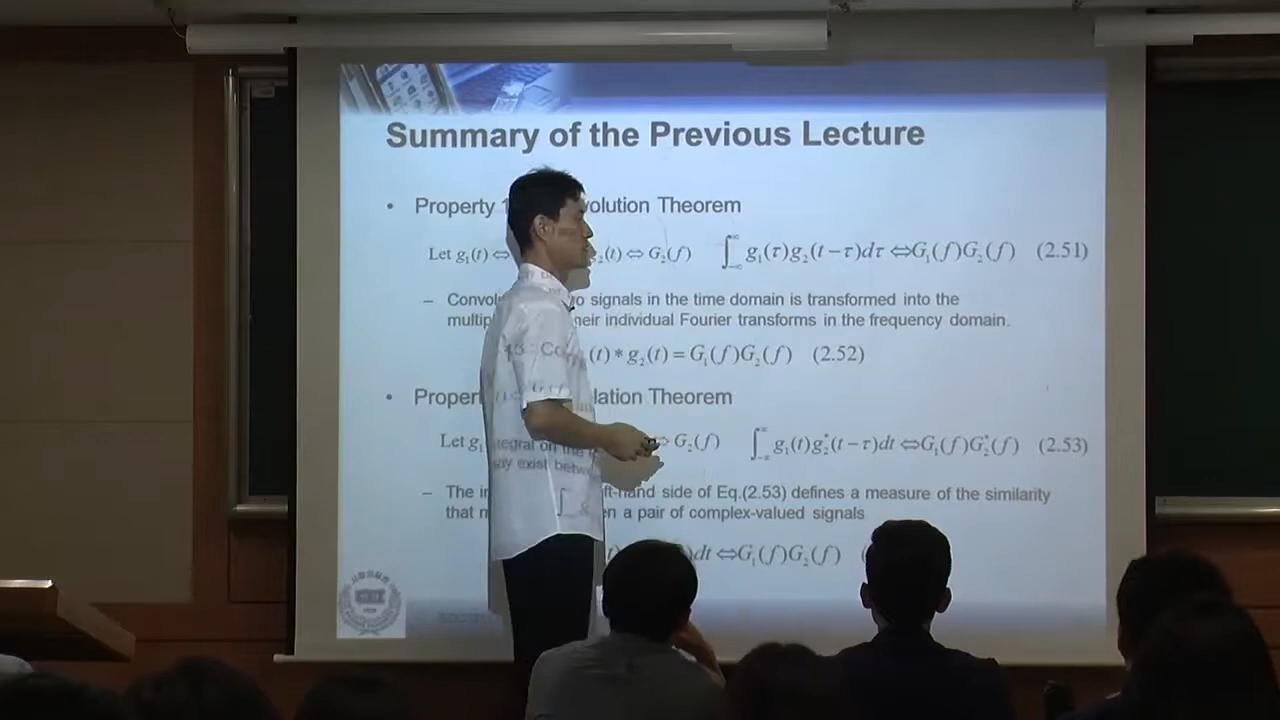 Summary of the Previous Lecture
• Property 1 volution Theorem
Let g₁(t) ⇔ ₂(t) ⇔ G₂(f) ∫_{-∞}^{∞} g₁(τ)g₂(t−τ)dτ ⇔ G₁(f)G₂(f) (2.51)
– Convol o signals in the time domain is transformed into the
multip heir individual Fourier transforms in the frequency domain.
(t) * g₂(t) = G₁(f)G₂(f) (2.52)
• Proper lation Theorem
Let g₁ ⇔ G₂(f) ∫_{-∞}^{∞} g₁(t)g₂*(t−τ)dt ⇔ G₁(f)G₂*(f) (2.53)
– The in ft-hand side of Eq.(2.53) defines a measure of the similarity
that m en a pair of complex-valued signals
)dt ⇔ G₁(f)G₂(f)